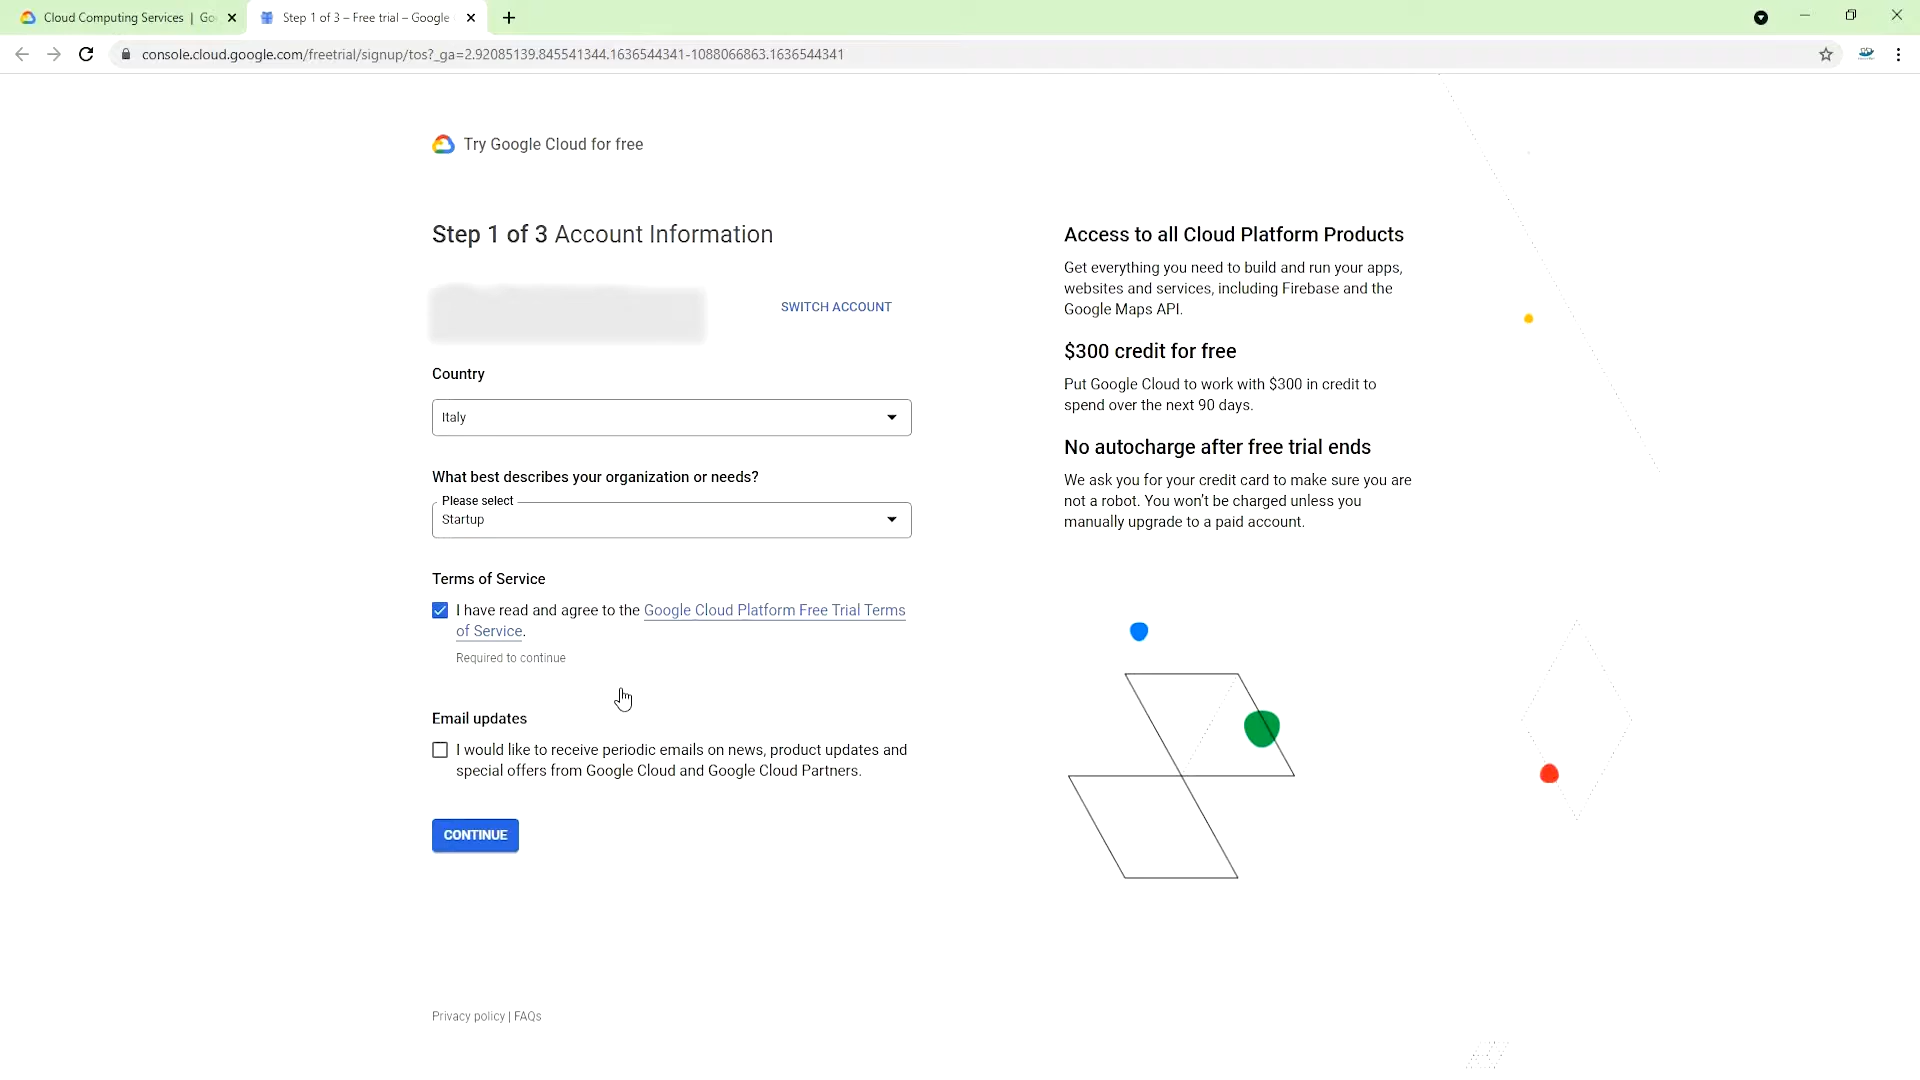 Cloud Computing Services | Go
Step 1 of 3 – Free trial – Google
console.cloud.google.com/freetrial/signup/tos?_ga=2.92085139.845541344.1636544341-1088066863.1636544341
Try Google Cloud for free
Step 1 of 3 Account Information
SWITCH ACCOUNT
Country
Italy
What best describes your organization or needs?
Please select
Startup
Terms of Service
I have read and agree to the Google Cloud Platform Free Trial Terms
of Service.
Required to continue
Email updates
I would like to receive periodic emails on news, product updates and
special offers from Google Cloud and Google Cloud Partners.
CONTINUE
Access to all Cloud Platform Products
Get everything you need to build and run your apps,
websites and services, including Firebase and the
Google Maps API.
$300 credit for free
Put Google Cloud to work with $300 in credit to
spend over the next 90 days.
No autocharge after free trial ends
We ask you for your credit card to make sure you are
not a robot. You won't be charged unless you
manually upgrade to a paid account.
Privacy policy | FAQs